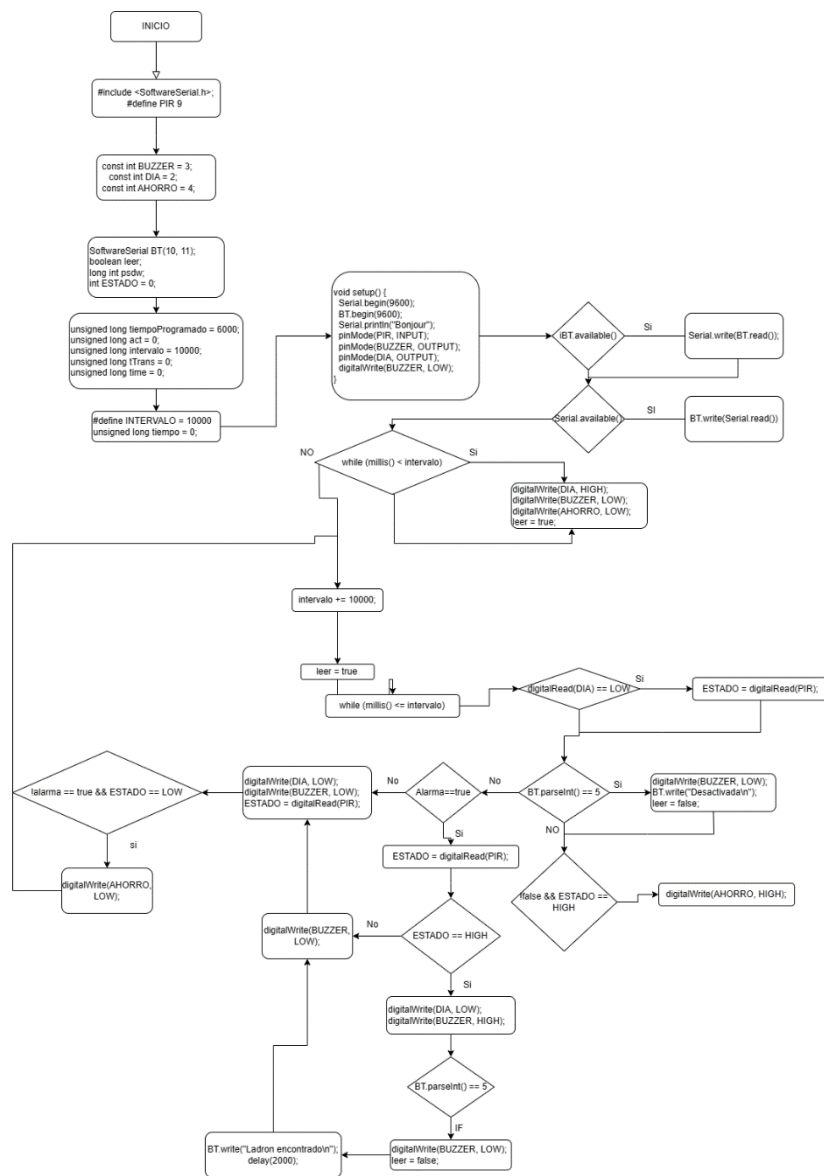 INICIO
#include <SoftwareSerial.h>;
#define PIR 9
const int BUZZER = 3;
const int DIA = 2;
const int AHORRO = 4;
SoftwareSerial BT(10, 11);
boolean leer;
long int psdw;
int ESTADO = 0;
unsigned long tiempoProgramado = 6000;
unsigned long act = 0;
unsigned long intervalo = 10000;
unsigned long tTrans = 0;
unsigned long time = 0;
#define INTERVALO = 10000
unsigned long tiempo = 0;
void setup() {
Serial.begin(9600);
BT.begin(9600);
Serial.println("Bonjour");
pinMode(PIR, INPUT);
pinMode(BUZZER, OUTPUT);
pinMode(DIA, OUTPUT);
digitalWrite(BUZZER, LOW);
}
iBT.available()
Si
Serial.write(BT.read());
Serial.available()
SI
BT.write(Serial.read())
NO
while (millis() < intervalo)
Si
digitalWrite(DIA, HIGH);
digitalWrite(BUZZER, LOW);
digitalWrite(AHORRO, LOW);
leer = true;
intervalo += 10000;
leer = true
while (millis() <= intervalo)
digitalRead(DIA) == LOW
Si
ESTADO = digitalRead(PIR);
BT.parseInt() == 5
Si
digitalWrite(BUZZER, LOW);
BT.write("Desactivada\n");
leer = false;
NO
!false && ESTADO ==
HIGH
digitalWrite(AHORRO, HIGH);
No
Alarma==true
No
digitalWrite(DIA, LOW);
digitalWrite(BUZZER, LOW);
ESTADO = digitalRead(PIR);
!alarma == true && ESTADO == LOW
si
digitalWrite(AHORRO,
LOW);
Si
ESTADO = digitalRead(PIR);
ESTADO == HIGH
No
digitalWrite(BUZZER,
LOW);
Si
digitalWrite(DIA, LOW);
digitalWrite(BUZZER, HIGH);
BT.parseInt() == 5
IF
digitalWrite(BUZZER, LOW);
leer = false;
BT.write("Ladron encontrado\n");
delay(2000);